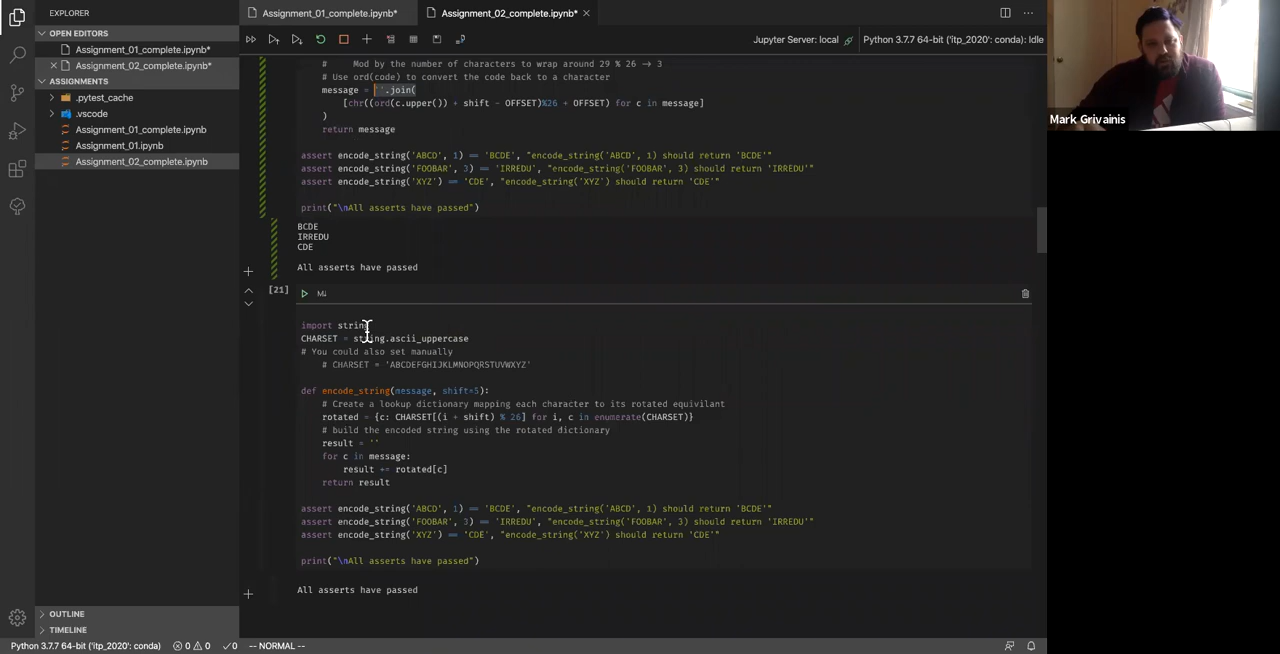 EXPLORER
OPEN EDITORS
Assignment_01_complete.ipynb*
Assignment_02_complete.ipynb*
ASSIGNMENTS
.pytest_cache
.vscode
Assignment_01_complete.ipynb
Assignment_01.ipynb
Assignment_02_complete.ipynb
OUTLINE
TIMELINE
Assignment_01_complete.ipynb*
Assignment_02_complete.ipynb*
Jupyter Server: local
Python 3.7.7 64-bit ('itp_2020': conda): Idle
# Mod by the number of characters to wrap around 29 % 26 -> 3
# Use ord(code) to convert the code back to a character
message = ''.join(
[chr((ord(c.upper()) + shift - OFFSET)%26 + OFFSET) for c in message]
)
return message
assert encode_string('ABCD', 1) == 'BCDE', "encode_string('ABCD', 1) should return 'BCDE'"
assert encode_string('FOOBAR', 3) == 'IRREDU', "encode_string('FOOBAR', 3) should return 'IRREDU'"
assert encode_string('XYZ') == 'CDE', "encode_string('XYZ') should return 'CDE'"
print("\nAll asserts have passed")
BCDE
IRREDU
CDE
All asserts have passed
[21]
M↓
import string
CHARSET = string.ascii_uppercase
# You could also set manually
# CHARSET = 'ABCDEFGHIJKLMNOPQRSTUVWXYZ'
def encode_string(message, shift=5):
# Create a lookup dictionary mapping each character to its rotated equivilant
rotated = {c: CHARSET[(i + shift) % 26] for i, c in enumerate(CHARSET)}
# build the encoded string using the rotated dictionary
result = ''
for c in message:
result += rotated[c]
return result
assert encode_string('ABCD', 1) == 'BCDE', "encode_string('ABCD', 1) should return 'BCDE'"
assert encode_string('FOOBAR', 3) == 'IRREDU', "encode_string('FOOBAR', 3) should return 'IRREDU'"
assert encode_string('XYZ') == 'CDE', "encode_string('XYZ') should return 'CDE'"
print("\nAll asserts have passed")
All asserts have passed
Mark Grivainis
Python 3.7.7 64-bit ('itp_2020': conda)
0
0
0
-- NORMAL --